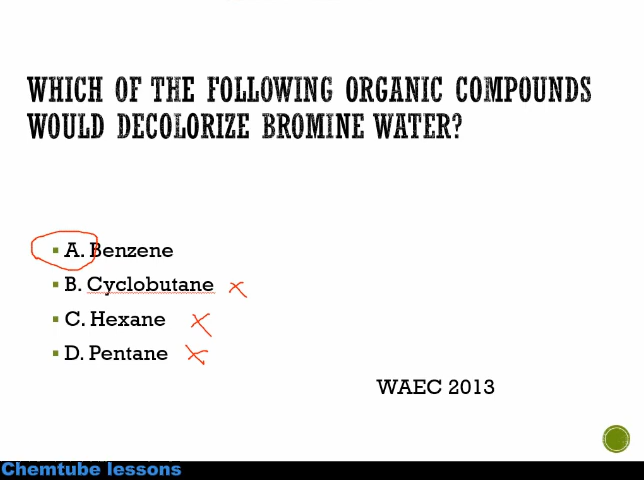 WHICH OF THE FOLLOWING ORGANIC COMPOUNDS
WOULD DECOLORIZE BROMINE WATER?
A. Benzene
B. Cyclobutane
C. Hexane
D. Pentane
WAEC 2013
Chemtube lessons